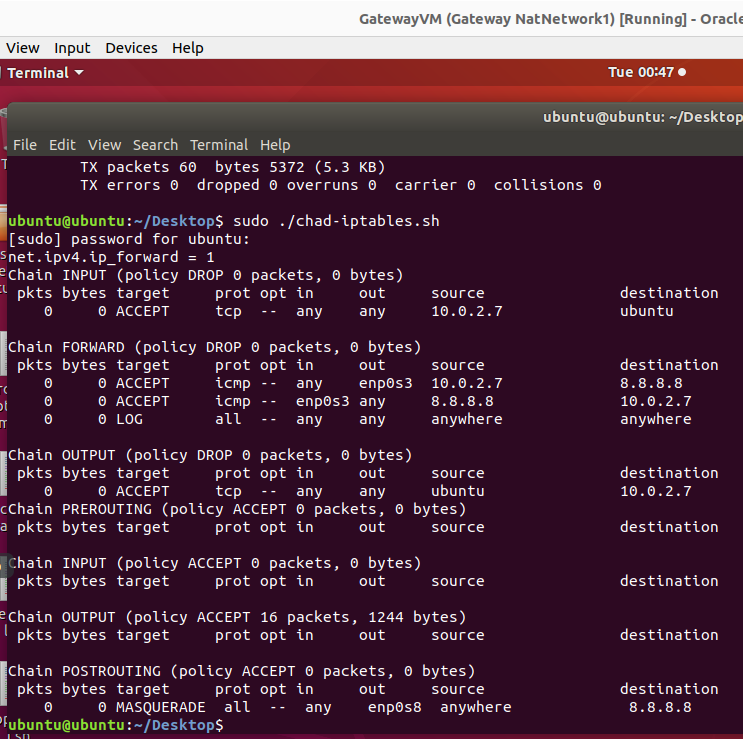 GatewayVM (Gateway NatNetwork1) [Running] - Oracle
View Input Devices Help
Terminal Tue 00:47
ubuntu@ubuntu: ~/Desktop
File Edit View Search Terminal Help
TX packets 60  bytes 5372 (5.3 KB)
TX errors 0  dropped 0 overruns 0  carrier 0  collisions 0
ubuntu@ubuntu:~/Desktop$ sudo ./chad-iptables.sh
[sudo] password for ubuntu:
net.ipv4.ip_forward = 1
Chain INPUT (policy DROP 0 packets, 0 bytes)
pkts bytes target     prot opt in     out     source               destination
0     0 ACCEPT     tcp  --  any    any     10.0.2.7             ubuntu
Chain FORWARD (policy DROP 0 packets, 0 bytes)
pkts bytes target     prot opt in     out     source               destination
0     0 ACCEPT     icmp --  any    enp0s3  10.0.2.7             8.8.8.8
0     0 ACCEPT     icmp --  enp0s3 any     8.8.8.8              10.0.2.7
0     0 LOG        all  --  any    any     anywhere             anywhere
Chain OUTPUT (policy DROP 0 packets, 0 bytes)
pkts bytes target     prot opt in     out     source               destination
0     0 ACCEPT     tcp  --  any    any     ubuntu               10.0.2.7
Chain PREROUTING (policy ACCEPT 0 packets, 0 bytes)
pkts bytes target     prot opt in     out     source               destination
Chain INPUT (policy ACCEPT 0 packets, 0 bytes)
pkts bytes target     prot opt in     out     source               destination
Chain OUTPUT (policy ACCEPT 16 packets, 1244 bytes)
pkts bytes target     prot opt in     out     source               destination
Chain POSTROUTING (policy ACCEPT 0 packets, 0 bytes)
pkts bytes target     prot opt in     out     source               destination
0     0 MASQUERADE  all  --  any    enp0s8  anywhere             8.8.8.8
ubuntu@ubuntu:~/Desktop$